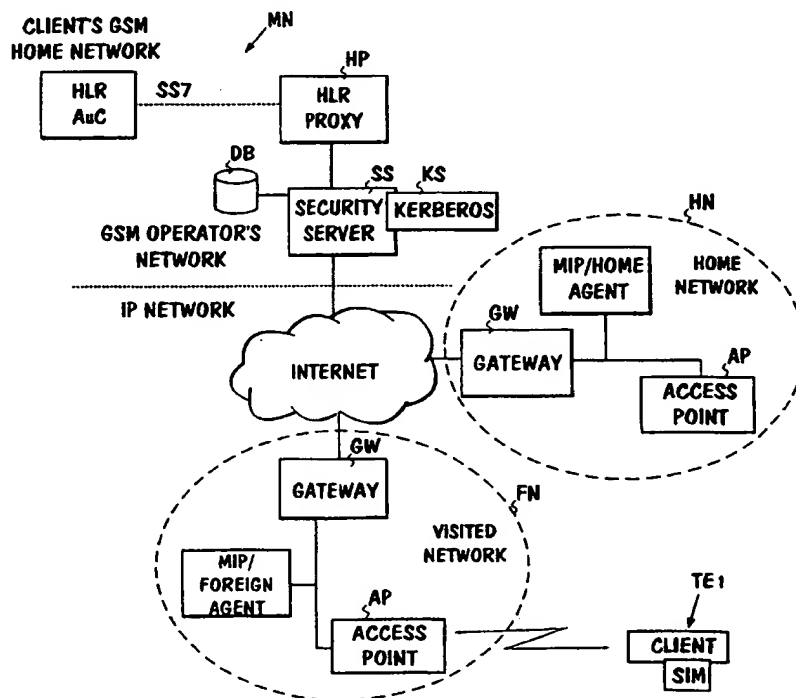 CLIENT'S GSM
HOME NETWORK
MN
HLR
AuC
SS7
HP
HLR
PROXY
DB
SS
KS
SECURITY
SERVER
KERBEROS
GSM OPERATOR'S
NETWORK
IP NETWORK
HN
HOME
NETWORK
MIP/HOME
AGENT
GW
GATEWAY
AP
ACCESS
POINT
INTERNET
GW
GATEWAY
FN
VISITED
NETWORK
MIP/
FOREIGN
AGENT
AP
ACCESS
POINT
TE1
CLIENT
SIM